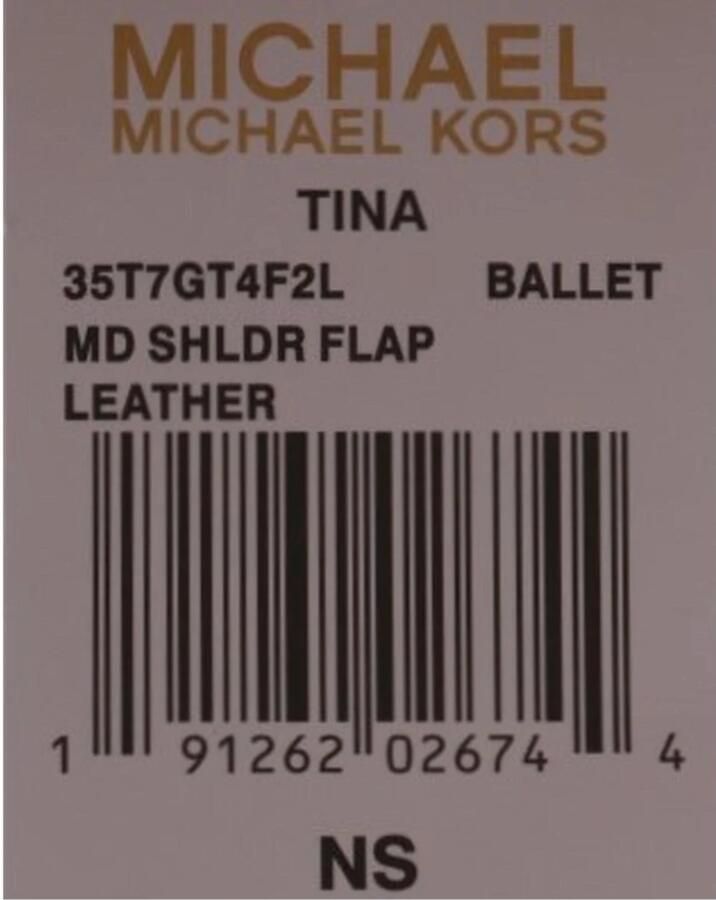 MICHAEL
MICHAEL KORS
TINA
35T7GT4F2L BALLET
MD SHLDR FLAP
LEATHER
1 91262 02674 4
NS